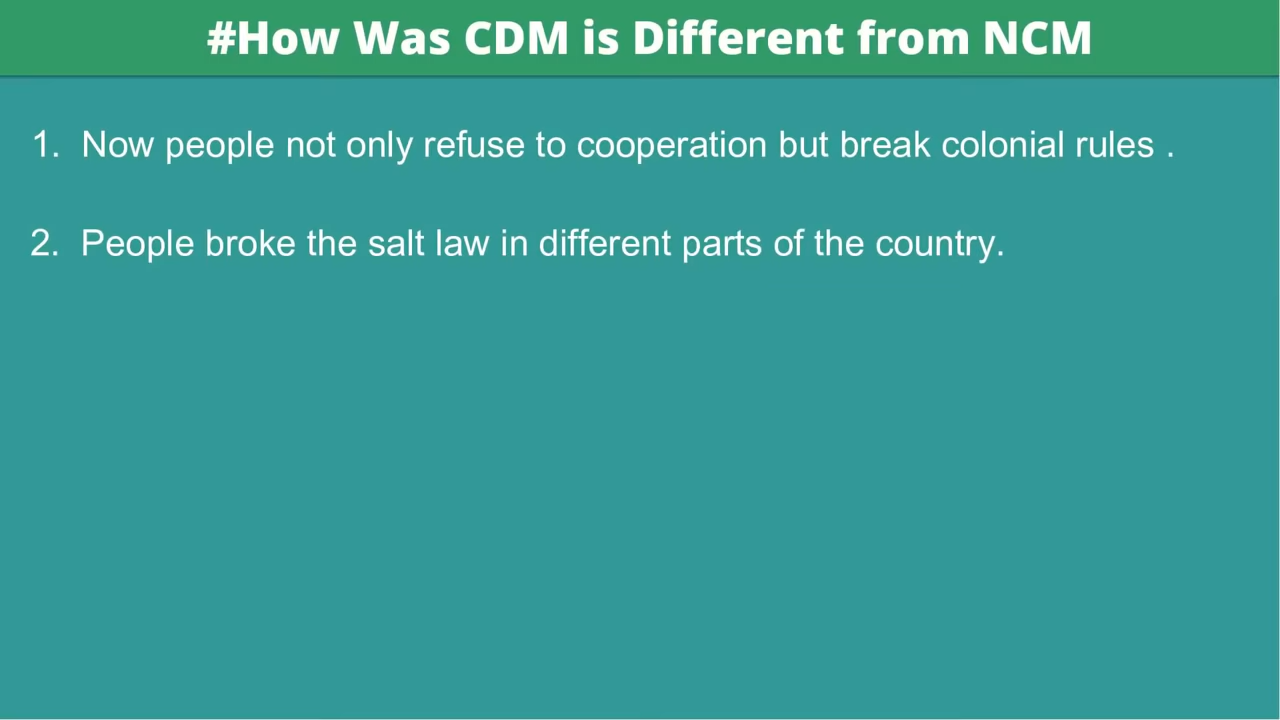 #How Was CDM is Different from NCM
1. Now people not only refuse to cooperation but break colonial rules .
2. People broke the salt law in different parts of the country.